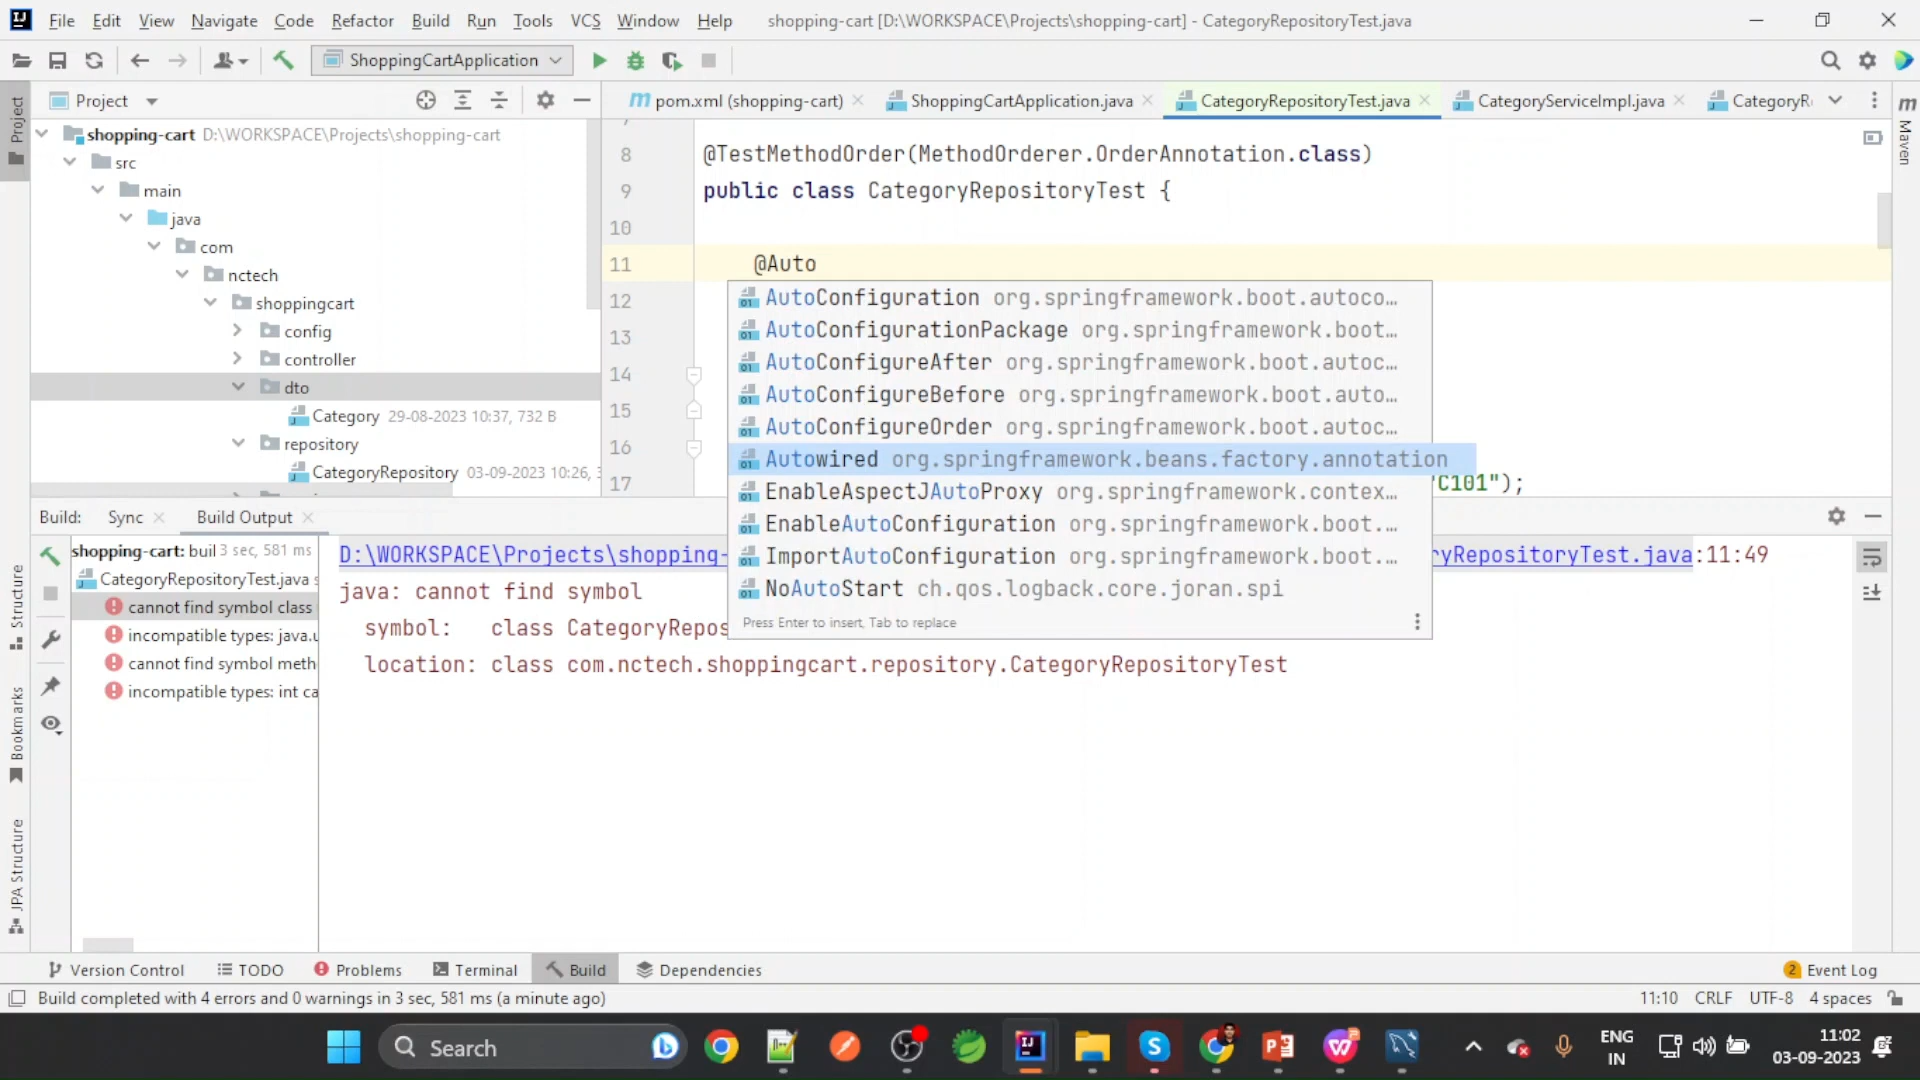 File Edit View Navigate Code Refactor Build Run Tools VCS Window Help shopping-cart [D:\WORKSPACE\Projects\shopping-cart] - CategoryRepositoryTest.java
ShoppingCartApplication
Project
pom.xml (shopping-cart) ShoppingCartApplication.java CategoryRepositoryTest.java CategoryServiceImpl.java CategoryR
Project
Maven
shopping-cart D:\WORKSPACE\Projects\shopping-cart
src
main
java
com
nctech
shoppingcart
config
controller
dto
Category 29-08-2023 10:37, 732 B
repository
CategoryRepository 03-09-2023 10:26, 3
8 @TestMethodOrder(MethodOrderer.OrderAnnotation.class)
9 public class CategoryRepositoryTest {
10
11 @Auto
12
13
14
15
16
17 "C101");
AutoConfiguration org.springframework.boot.autoco…
AutoConfigurationPackage org.springframework.boot…
AutoConfigureAfter org.springframework.boot.autoc…
AutoConfigureBefore org.springframework.boot.auto…
AutoConfigureOrder org.springframework.boot.autoc…
Autowired org.springframework.beans.factory.annotation
EnableAspectJAutoProxy org.springframework.contex…
EnableAutoConfiguration org.springframework.boot.…
ImportAutoConfiguration org.springframework.boot.…
NoAutoStart ch.qos.logback.core.joran.spi
Press Enter to insert, Tab to replace
Build: Sync Build Output
shopping-cart: buil 3 sec, 581 ms
CategoryRepositoryTest.java s
cannot find symbol class
incompatible types: java.u
cannot find symbol meth
incompatible types: int ca
D:\WORKSPACE\Projects\shopping- ryRepositoryTest.java:11:49
java: cannot find symbol
symbol: class CategoryRepos
location: class com.nctech.shoppingcart.repository.CategoryRepositoryTest
Structure
Bookmarks
JPA Structure
Version Control TODO Problems Terminal Build Dependencies 2 Event Log
Build completed with 4 errors and 0 warnings in 3 sec, 581 ms (a minute ago) 11:10 CRLF UTF-8 4 spaces
Search
ENG
IN
11:02
03-09-2023